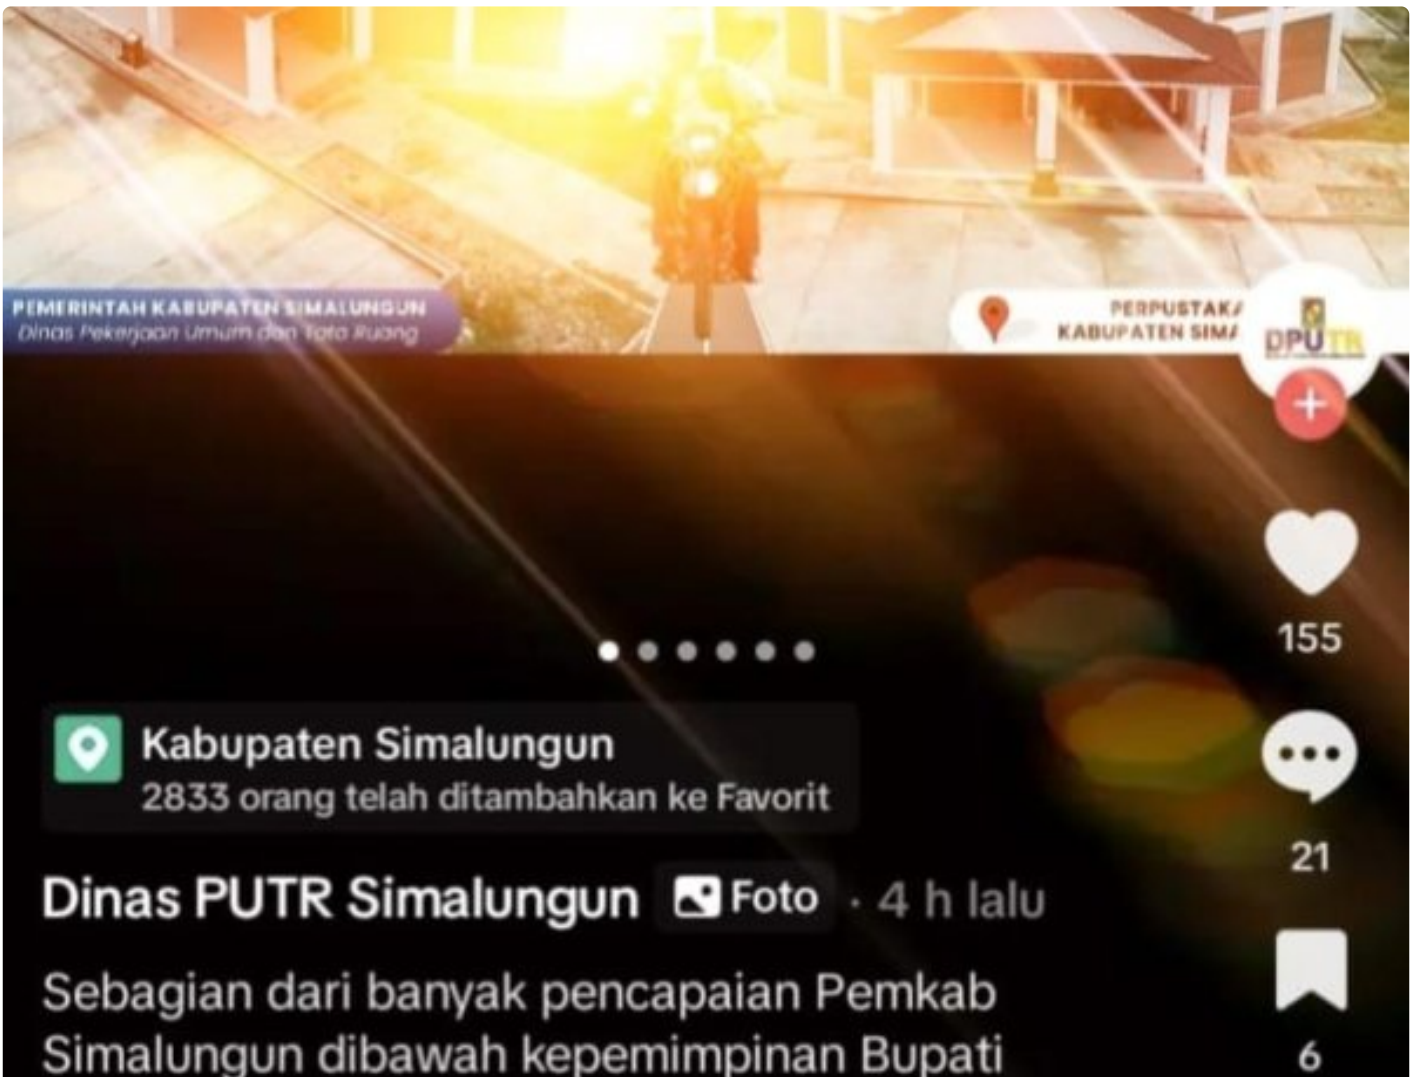 PEMERINTAH KABUPATEN SIMALUNGUN
Dinas Pekerjaan Umum dan Tata Ruang
PERPUSTAKA
KABUPATEN SIMA
DPUTR
155
Kabupaten Simalungun
2833 orang telah ditambahkan ke Favorit
21
Dinas PUTR Simalungun Foto · 4 h lalu
Sebagian dari banyak pencapaian Pemkab
Simalungun dibawah kepemimpinan Bupati
6